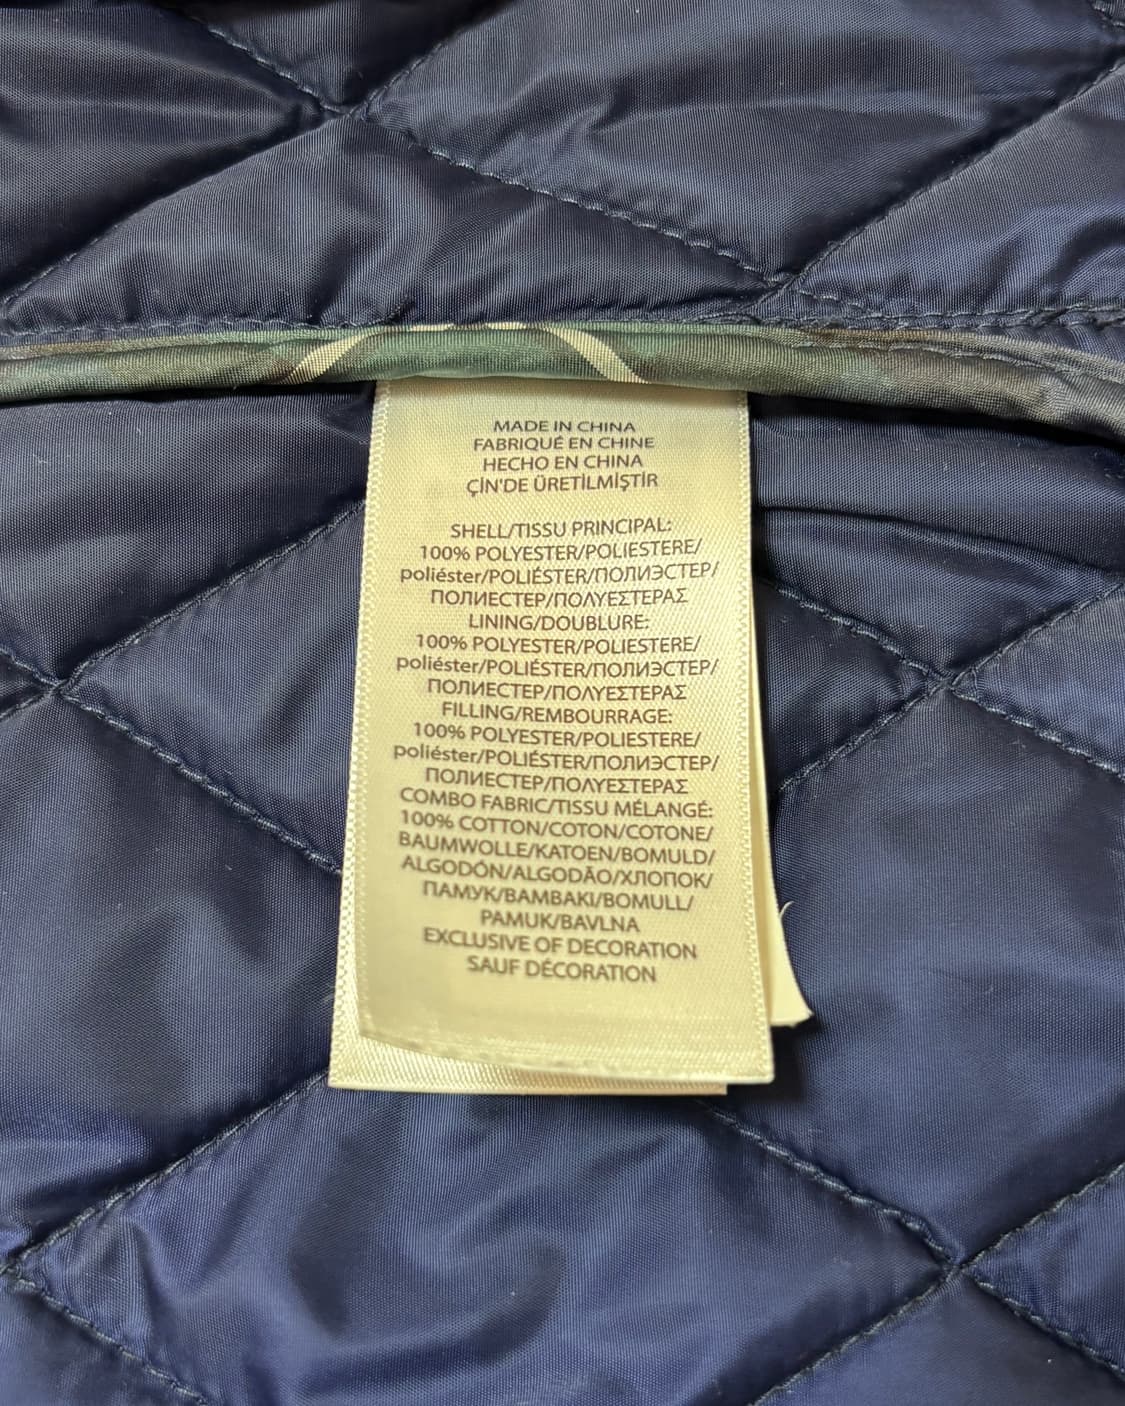 MADE IN CHINA
FABRIQUÉ EN CHINE
HECHO EN CHINA
ÇİN'DE ÜRETİLMİŞTİR
SHELL/TISSU PRINCIPAL:
100% POLYESTER/POLIESTERE/
poliéster/POLIÉSTER/ПОЛИЭСТЕР/
ПОЛИЕСТЕР/ΠΟΛΥΕΣΤΕΡΑΣ
LINING/DOUBLURE:
100% POLYESTER/POLIESTERE/
poliéster/POLIÉSTER/ПОЛИЭСТЕР/
ПОЛИЕСТЕР/ΠΟΛΥΕΣΤΕΡΑΣ
FILLING/REMBOURRAGE:
100% POLYESTER/POLIESTERE/
poliéster/POLIÉSTER/ПОЛИЭСТЕР/
ПОЛИЕСТЕР/ΠΟΛΥΕΣΤΕΡΑΣ
COMBO FABRIC/TISSU MÉLANGÉ:
100% COTTON/COTON/COTONE/
BAUMWOLLE/KATOEN/BOMULD/
ALGODÓN/ALGODÃO/ХЛОПОК/
ПАМУК/ΒΑΜΒΑΚΙ/BOMULL/
PAMUK/BAVLNA
EXCLUSIVE OF DECORATION
SAUF DÉCORATION